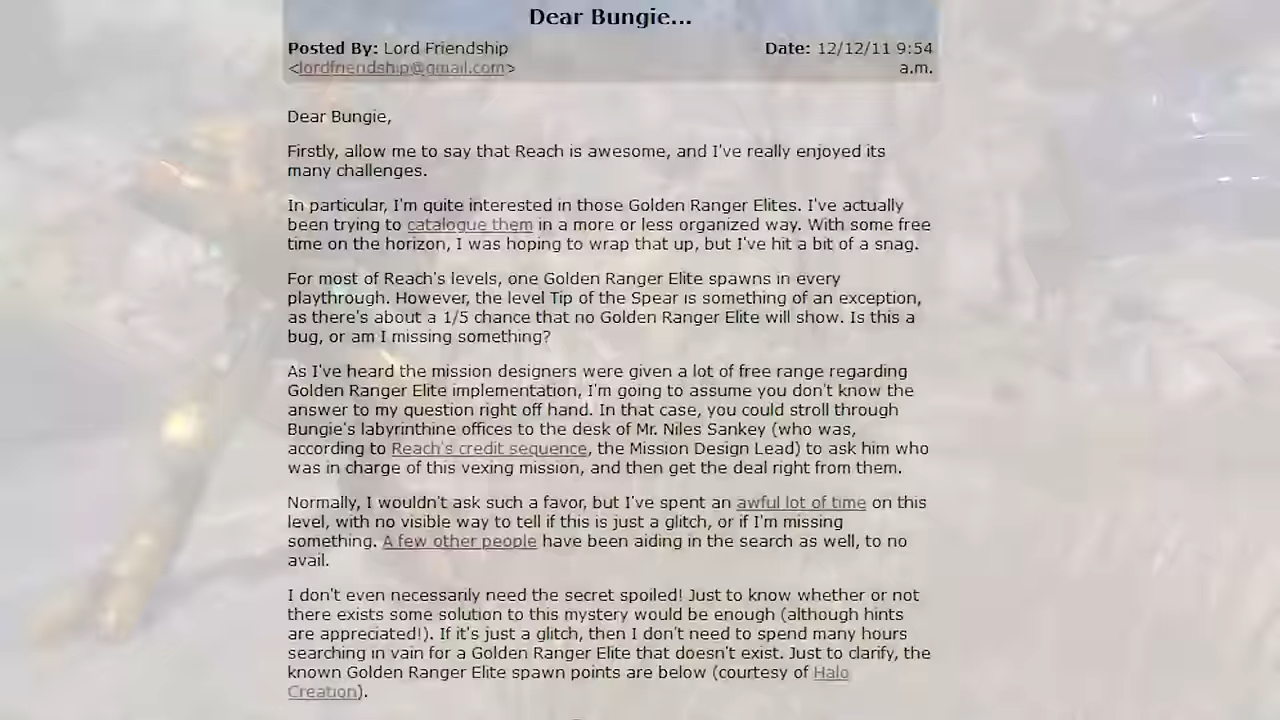 Dear Bungie...
Posted By: Lord Friendship
<lordfriendship@gmail.com>
Date: 12/12/11 9:54
a.m.
Dear Bungie,
Firstly, allow me to say that Reach is awesome, and I've really enjoyed its
many challenges.
In particular, I'm quite interested in those Golden Ranger Elites. I've actually
been trying to catalogue them in a more or less organized way. With some free
time on the horizon, I was hoping to wrap that up, but I've hit a bit of a snag.
For most of Reach's levels, one Golden Ranger Elite spawns in every
playthrough. However, the level Tip of the Spear is something of an exception,
as there's about a 1/5 chance that no Golden Ranger Elite will show. Is this a
bug, or am I missing something?
As I've heard the mission designers were given a lot of free range regarding
Golden Ranger Elite implementation, I'm going to assume you don't know the
answer to my question right off hand. In that case, you could stroll through
Bungie's labyrinthine offices to the desk of Mr. Niles Sankey (who was,
according to Reach's credit sequence, the Mission Design Lead) to ask him who
was in charge of this vexing mission, and then get the deal right from them.
Normally, I wouldn't ask such a favor, but I've spent an awful lot of time on this
level, with no visible way to tell if this is just a glitch, or if I'm missing
something. A few other people have been aiding in the search as well, to no
avail.
I don't even necessarily need the secret spoiled! Just to know whether or not
there exists some solution to this mystery would be enough (although hints
are appreciated!). If it's just a glitch, then I don't need to spend many hours
searching in vain for a Golden Ranger Elite that doesn't exist. Just to clarify, the
known Golden Ranger Elite spawn points are below (courtesy of Halo
Creation).